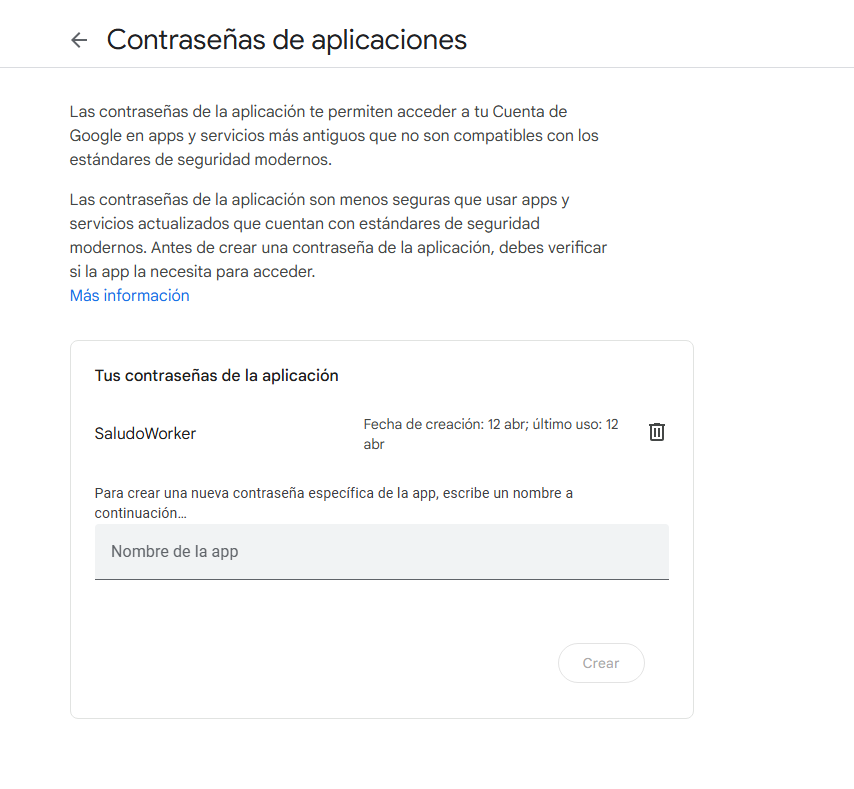 Contraseñas de aplicaciones
Las contraseñas de la aplicación te permiten acceder a tu Cuenta de
Google en apps y servicios más antiguos que no son compatibles con los
estándares de seguridad modernos.
Las contraseñas de la aplicación son menos seguras que usar apps y
servicios actualizados que cuentan con estándares de seguridad
modernos. Antes de crear una contraseña de la aplicación, debes verificar
si la app la necesita para acceder.
Más información
Tus contraseñas de la aplicación
SaludoWorker
Fecha de creación: 12 abr; último uso: 12
abr
Para crear una nueva contraseña específica de la app, escribe un nombre a
continuación...
Nombre de la app
Crear